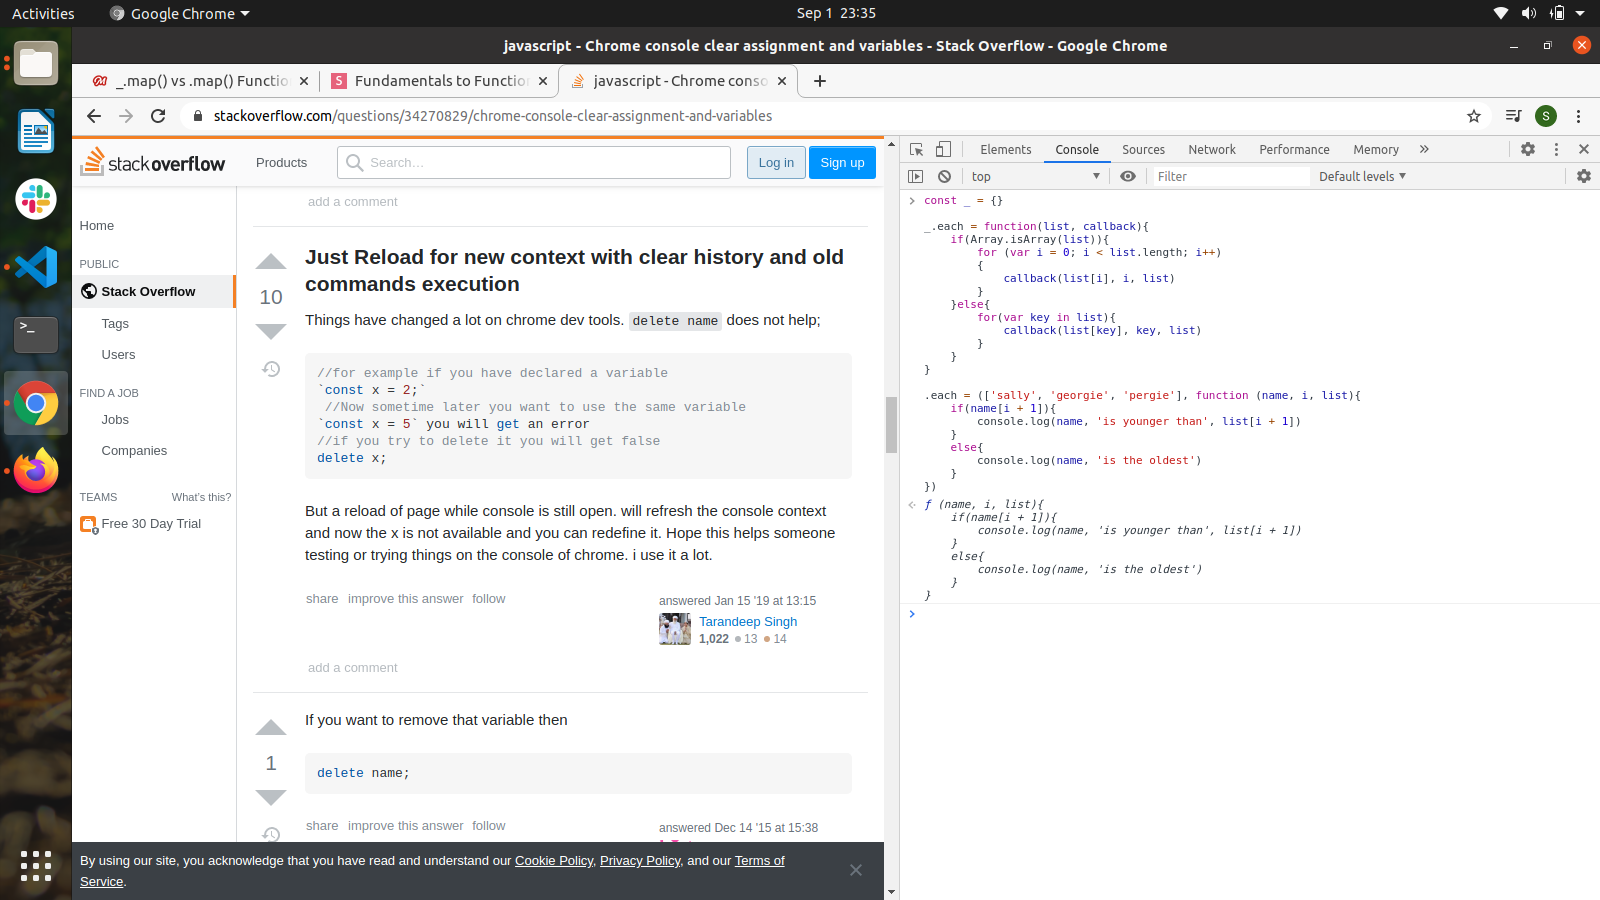 Activities
Google Chrome
Sep 1 23:35
javascript - Chrome console clear assignment and variables - Stack Overflow - Google Chrome
_.map() vs .map() Functio
Fundamentals to Functio
javascript - Chrome conso
stackoverflow.com/questions/34270829/chrome-console-clear-assignment-and-variables
S
stackoverflow
Products
Search...
Log in
Sign up
Home
PUBLIC
Stack Overflow
Tags
Users
FIND A JOB
Jobs
Companies
TEAMS
What's this?
Free 30 Day Trial
add a comment
10
Just Reload for new context with clear history and old
commands execution
Things have changed a lot on chrome dev tools. delete name does not help;
//for example if you have declared a variable
`const x = 2;`
//Now sometime later you want to use the same variable
`const x = 5` you will get an error
//if you try to delete it you will get false
delete x;
But a reload of page while console is still open. will refresh the console context
and now the x is not available and you can redefine it. Hope this helps someone
testing or trying things on the console of chrome. i use it a lot.
share improve this answer follow
answered Jan 15 '19 at 13:15
Tarandeep Singh
1,022 13 14
add a comment
1
If you want to remove that variable then
delete name;
share improve this answer follow
answered Dec 14 '15 at 15:38
By using our site, you acknowledge that you have read and understand our Cookie Policy, Privacy Policy, and our Terms of
Service.
Elements
Console
Sources
Network
Performance
Memory
top
Filter
Default levels
const _ = {}
_.each = function(list, callback){
if(Array.isArray(list)){
for (var i = 0; i < list.length; i++)
{
callback(list[i], i, list)
}
}else{
for(var key in list){
callback(list[key], key, list)
}
}
}
.each = (['sally', 'georgie', 'pergie'], function (name, i, list){
if(name[i + 1]){
console.log(name, 'is younger than', list[i + 1])
}
else{
console.log(name, 'is the oldest')
}
})
ƒ (name, i, list){
if(name[i + 1]){
console.log(name, 'is younger than', list[i + 1])
}
else{
console.log(name, 'is the oldest')
}
}